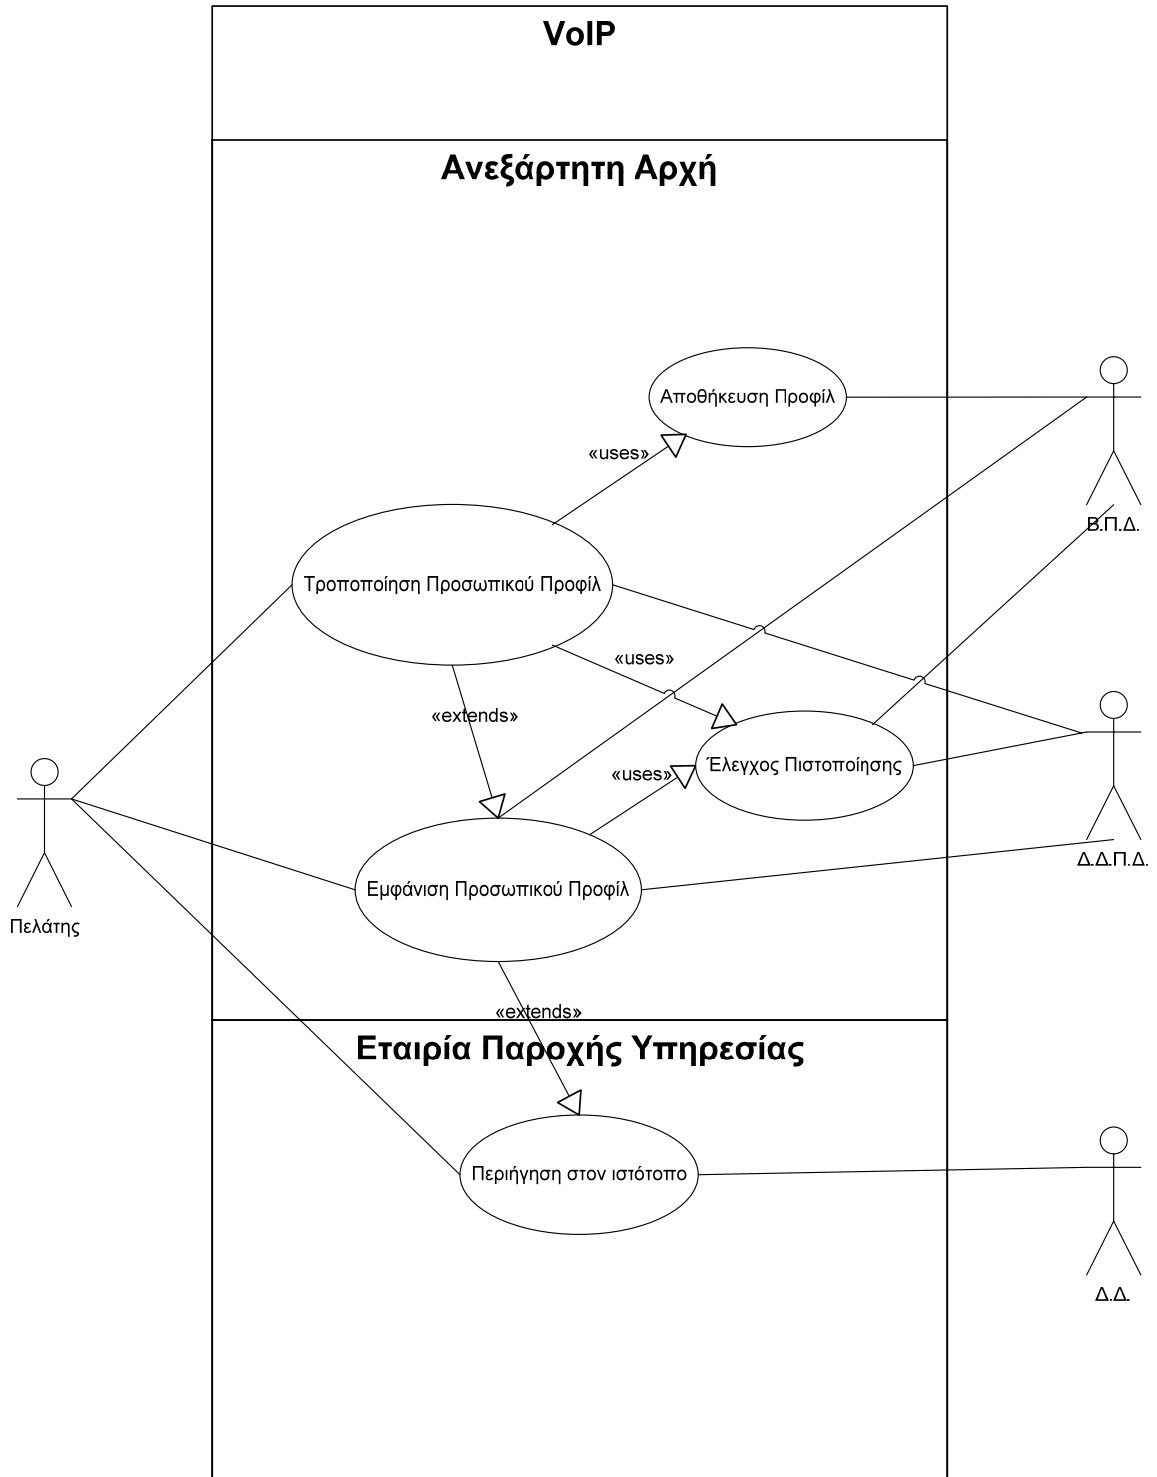 VoIP
Ανεξάρτητη Αρχή
Αποθήκευση Προφίλ
«uses»
Β.Π.Δ.
Τροποποίηση Προσωπικού Προφίλ
«uses»
«extends»
Έλεγχος Πιστοποίησης
«uses»
Δ.Δ.Π.Δ.
Εμφάνιση Προσωπικού Προφίλ
Πελάτης
«extends»
Εταιρία Παροχής Υπηρεσίας
Περιήγηση στον ιστότοπο
Δ.Δ.